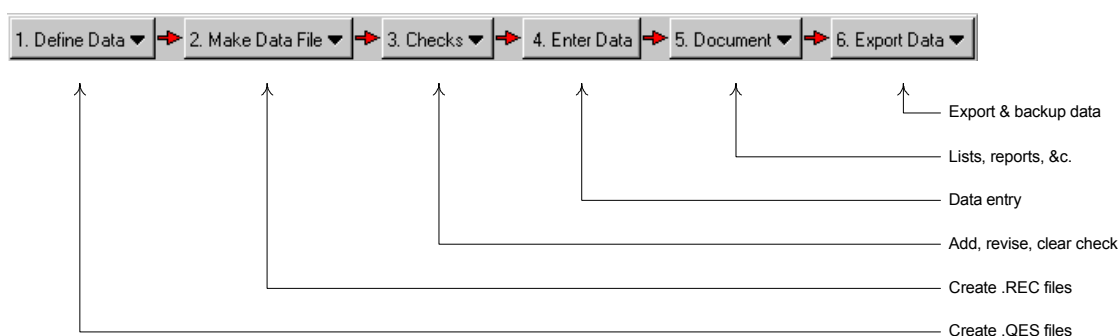 1. Define Data 2. Make Data File 3. Checks 4. Enter Data 5. Document 6. Export Data
Export & backup data
Lists, reports, &c.
Data entry
Add, revise, clear check
Create .REC files
Create .QES files